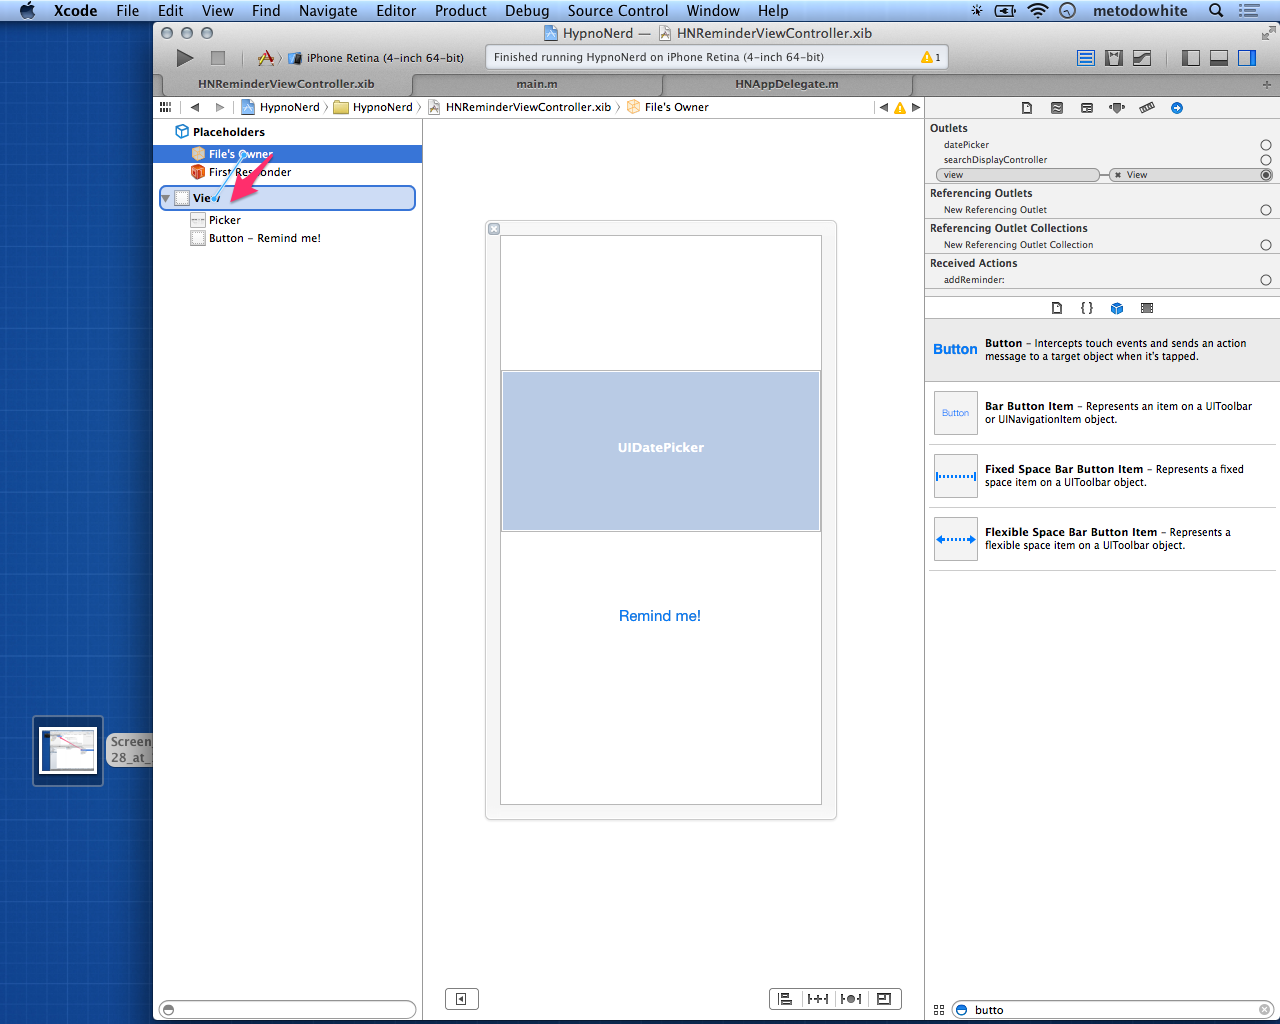 Xcode File Edit View Find Navigate Editor Product Debug Source Control Window Help metodowhite
HypnoNerd — HNReminderViewController.xib
iPhone Retina (4-inch 64-bit)
Finished running HypnoNerd on iPhone Retina (4-inch 64-bit) 1
HNReminderViewController.xib main.m HNAppDelegate.m
HypnoNerd HypnoNerd HNReminderViewController.xib File's Owner
Placeholders
File's Owner
First Responder
View
Picker
Button – Remind me!
UIDatePicker
Remind me!
Outlets
datePicker
searchDisplayController
view View
Referencing Outlets
New Referencing Outlet
Referencing Outlet Collections
New Referencing Outlet Collection
Received Actions
addReminder:
{ }
Button
Button – Intercepts touch events and sends an action
message to a target object when it's tapped.
Button
Bar Button Item – Represents an item on a UIToolbar
or UINavigationItem object.
Fixed Space Bar Button Item – Represents a fixed
space item on a UIToolbar object.
Flexible Space Bar Button Item – Represents a
flexible space item on a UIToolbar object.
butto
Screen
28_at_